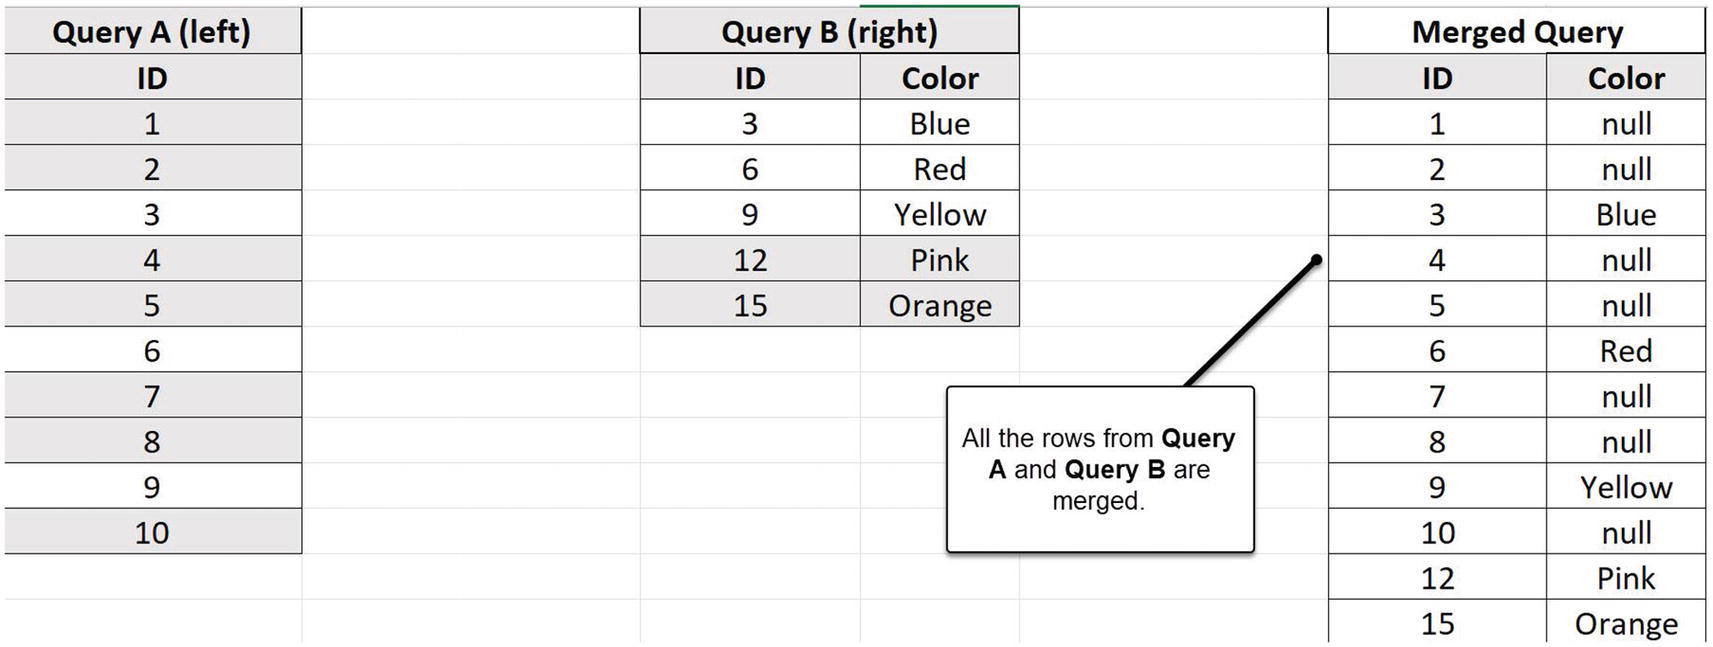 Query A (left)
ID
1
2
3
4
5
6
7
8
9
10
Query B (right)
ID Color
3 Blue
6 Red
9 Yellow
12 Pink
15 Orange
All the rows from Query
A and Query B are
merged.
Merged Query
ID Color
1 null
2 null
3 Blue
4 null
5 null
6 Red
7 null
8 null
9 Yellow
10 null
12 Pink
15 Orange